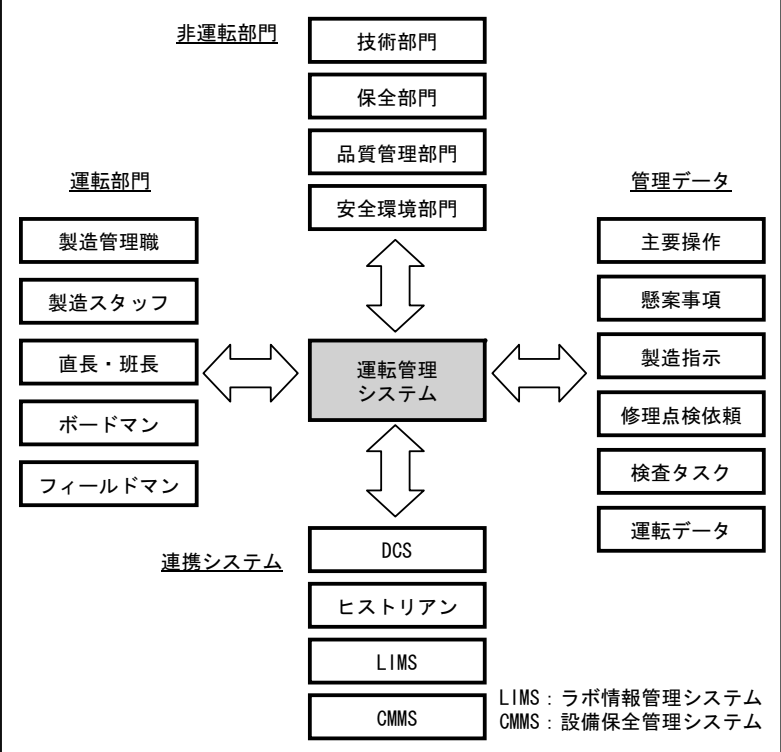 非運転部門
技術部門
保全部門
品質管理部門
安全環境部門
運転部門
製造管理職
製造スタッフ
直長・班長
ボードマン
フィールドマン
運転管理
システム
管理データ
主要操作
懸案事項
製造指示
修理点検依頼
検査タスク
運転データ
連携システム
DCS
ヒストリアン
LIMS
CMMS
LIMS：ラボ情報管理システム
CMMS：設備保全管理システム